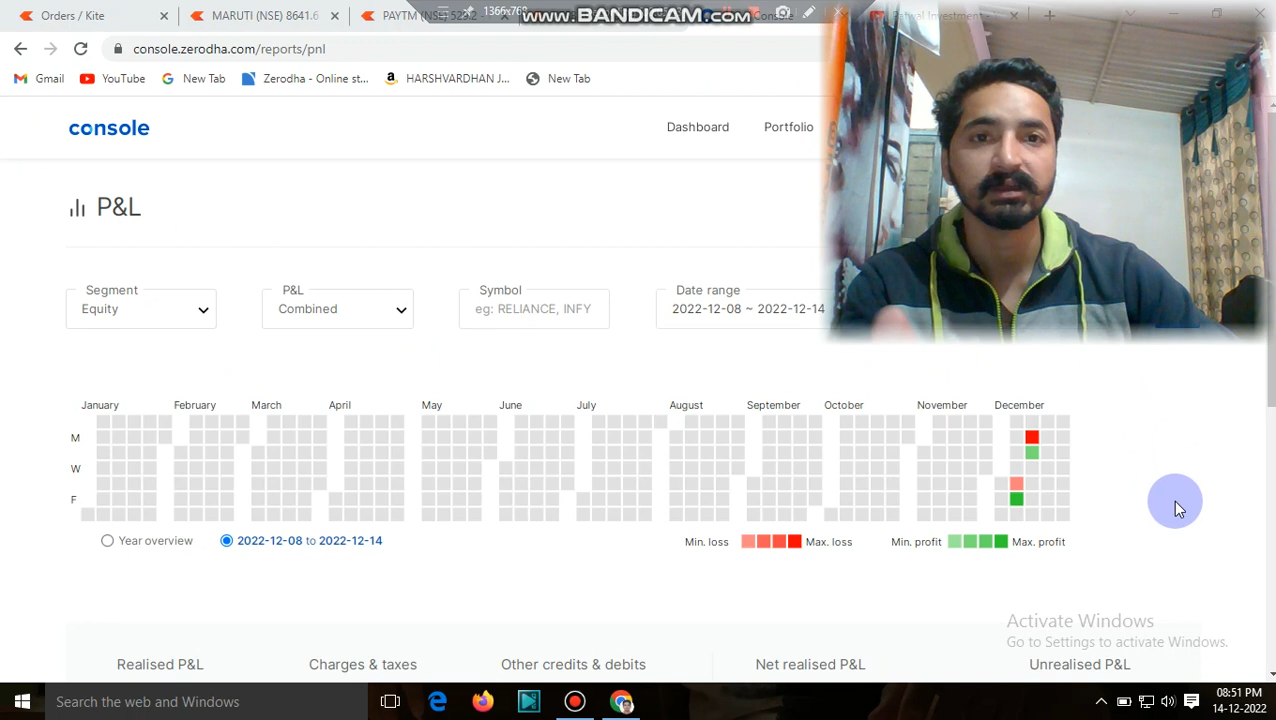 Orders / Kite
MARUTI (NSE) 8641.6
PAYTM (NSE) 52
1366x768
www.BANDICAM.com
console.zerodha.com/reports/pnl
Gmail
YouTube
New Tab
Zerodha - Online st...
HARSHVARDHAN J...
New Tab
console
Dashboard
Portfolio
P&L
Segment
Equity
P&L
Combined
Symbol
eg: RELIANCE, INFY
Date range
2022-12-08 ~ 2022-12-14
January
February
March
April
May
June
July
August
September
October
November
December
M
W
F
Year overview
2022-12-08 to 2022-12-14
Min. loss
Max. loss
Min. profit
Max. profit
Activate Windows
Go to Settings to activate Windows.
Realised P&L
Charges & taxes
Other credits & debits
Net realised P&L
Unrealised P&L
Search the web and Windows
08:51 PM
14-12-2022